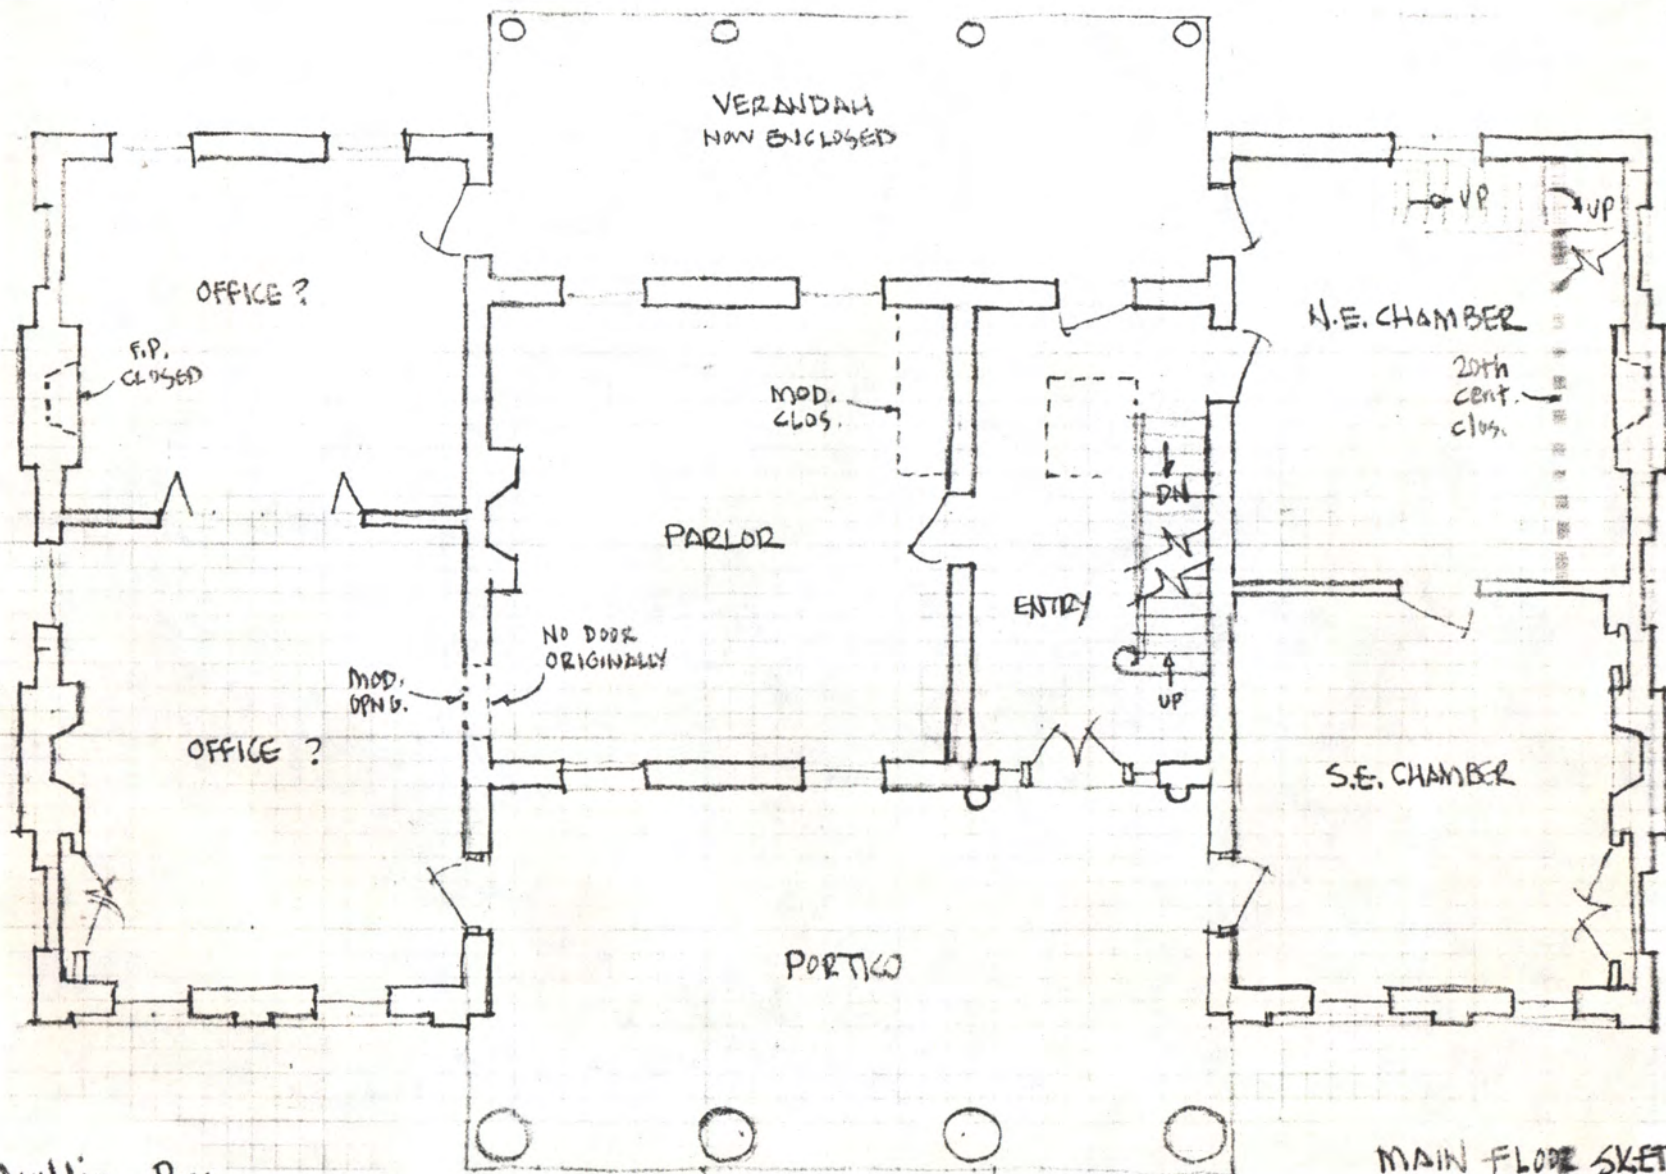 VERANDAH
NOW ENCLOSED
UP
UP
OFFICE ?
N.E. CHAMBER
F.P.
CLOSED
MOD.
CLOS.
20th
cent.
clos.
DN
PARLOR
ENTRY
NO DOOR
ORIGINALLY
MOD.
OPNG.
UP
OFFICE ?
S.E. CHAMBER
PORTICO
MAIN FLOOR